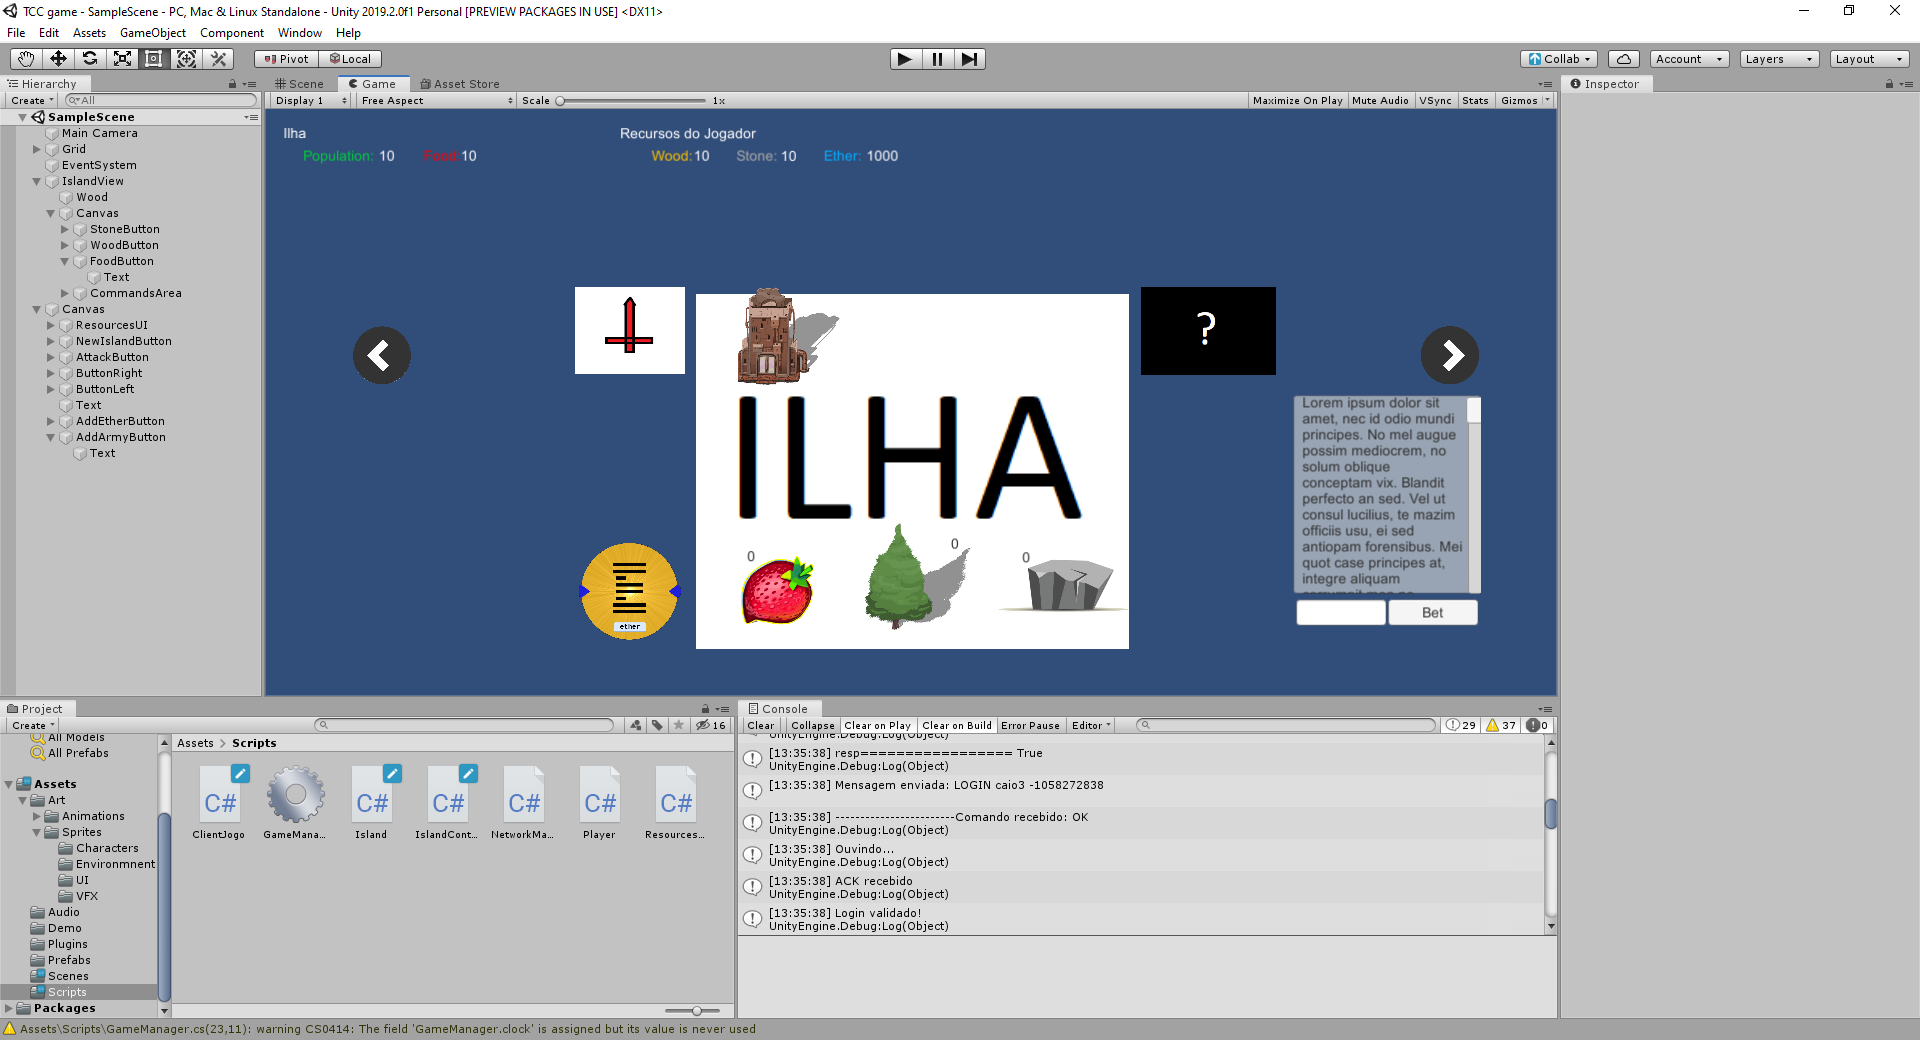 TCC game - SampleScene - PC, Mac & Linux Standalone - Unity 2019.2.0f1 Personal [PREVIEW PACKAGES IN USE] <DX11>
File Edit Assets GameObject Component Window Help
Pivot Local Collab Account Layers Layout
Hierarchy
Create All
SampleScene
Main Camera
Grid
EventSystem
IslandView
Wood
Canvas
StoneButton
WoodButton
FoodButton
Text
CommandsArea
Canvas
ResourcesUI
NewIslandButton
AttackButton
ButtonRight
ButtonLeft
Text
AddEtherButton
AddArmyButton
Text
Scene Game Asset Store
Display 1 Free Aspect Scale 1x Maximize On Play Mute Audio VSync Stats Gizmos
Ilha Recursos do Jogador
Population: 10 Food:10 Wood:10 Stone: 10 Ether: 1000
?
ILHA
0 0 0
ether
Lorem ipsum dolor sit
amet, nec id odio mundi
principes. No mel augue
possim mediocrem, no
solum oblique
conceptam vix. Blandit
perfecto an sed. Vel ut
consul lucilius, te mazim
officiis usu, ei sed
antiopam forensibus. Mei
quot case principes at,
integre aliquam
Bet
Inspector
Project
Create 16
All Models
All Prefabs
Assets
Art
Animations
Sprites
Characters
Environmnent
UI
VFX
Audio
Demo
Plugins
Prefabs
Scenes
Scripts
Packages
Assets > Scripts
C# C# C# C# C# C#
ClientJogo GameMana... Island IslandCont... NetworkMa... Player Resources...
Console
Clear Collapse Clear on Play Clear on Build Error Pause Editor 29 37 0
UnityEngine.Debug:Log(Object)
[13:35:38] resp================= True
UnityEngine.Debug:Log(Object)
[13:35:38] Mensagem enviada: LOGIN caio3 -1058272838
[13:35:38] ------------------------Comando recebido: OK
UnityEngine.Debug:Log(Object)
[13:35:38] Ouvindo...
UnityEngine.Debug:Log(Object)
[13:35:38] ACK recebido
UnityEngine.Debug:Log(Object)
[13:35:38] Login validado!
UnityEngine.Debug:Log(Object)
Assets\Scripts\GameManager.cs(23,11): warning CS0414: The field 'GameManager.clock' is assigned but its value is never used